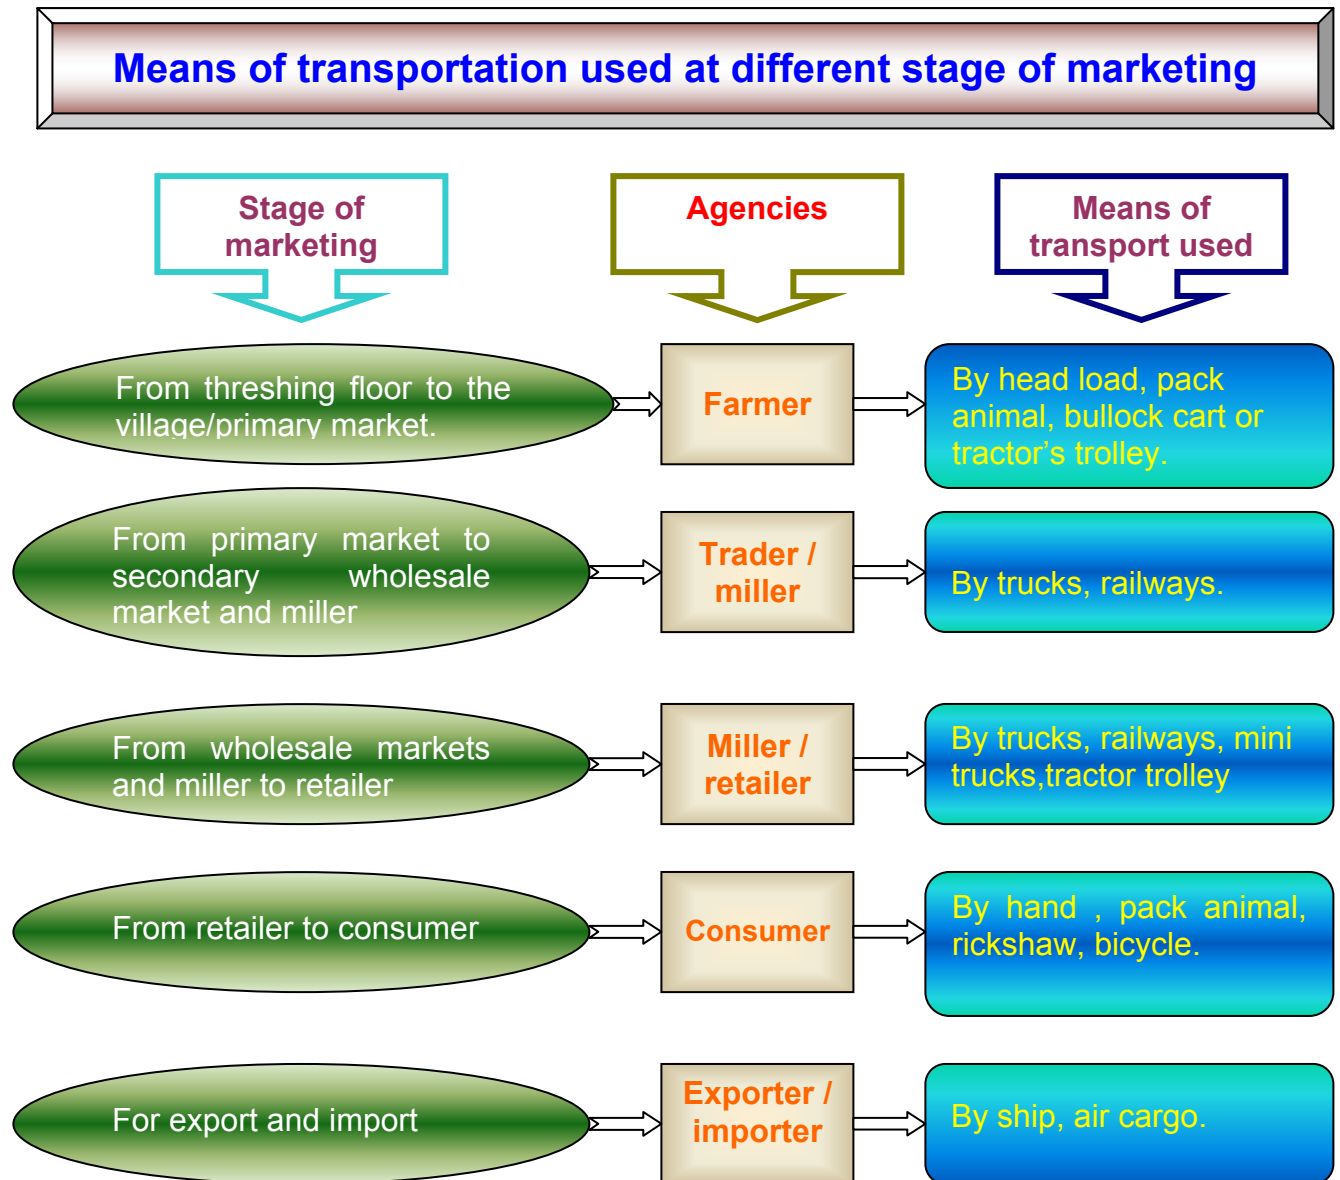 Means of transportation used at different stage of marketing
Stage of
marketing
Agencies
Means of
transport used
From threshing floor to the
village/primary market.
Farmer
By head load, pack
animal, bullock cart or
tractor’s trolley.
From primary market to
secondary wholesale
market and miller
Trader /
miller
By trucks, railways.
From wholesale markets
and miller to retailer
Miller /
retailer
By trucks, railways, mini
trucks,tractor trolley
From retailer to consumer
Consumer
By hand , pack animal,
rickshaw, bicycle.
For export and import
Exporter /
importer
By ship, air cargo.